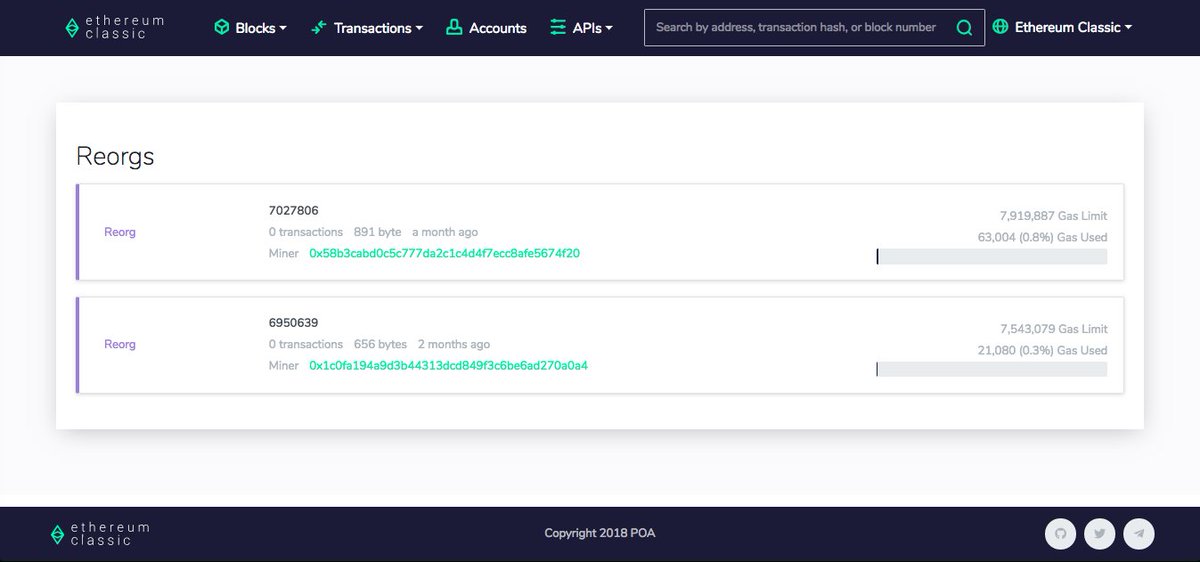 ethereum
classic
Blocks
Transactions
Accounts
APIs
Search by address, transaction hash, or block number
Ethereum Classic
Reorgs
Reorg
7027806
0 transactions 891 byte a month ago
Miner 0x58b3cabd0c5c777da2c1c4d4f7ecc8afe5674f20
7,919,887 Gas Limit
63,004 (0.8%) Gas Used
Reorg
6950639
0 transactions 656 bytes 2 months ago
Miner 0x1c0fa194a9d3b44313dcd849f3c6be6ad270a0a4
7,543,079 Gas Limit
21,080 (0.3%) Gas Used
ethereum
classic
Copyright 2018 POA